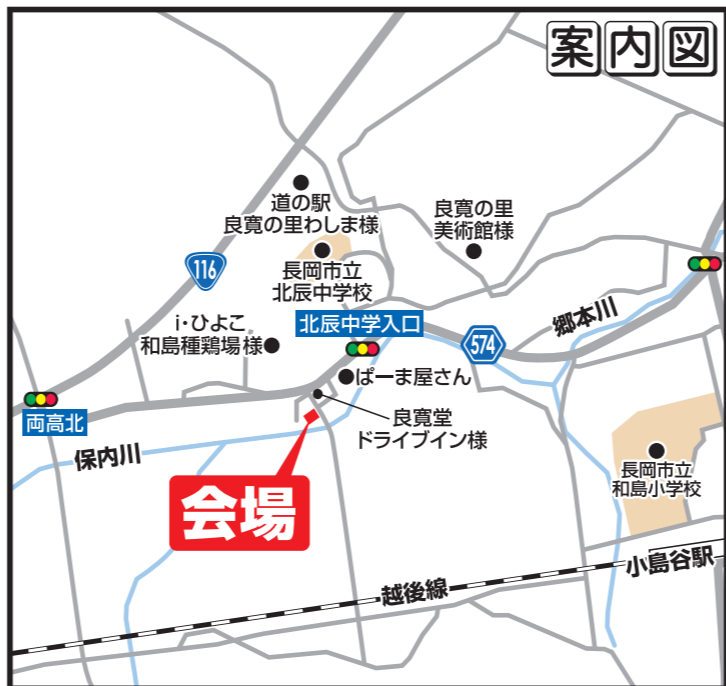 案内図
道の駅
良寛の里わしま様
良寛の里
美術館様
116
長岡市立
北辰中学校
i・ひよこ
和島種鶏場様
北辰中学入口
574
郷本川
ぱーま屋さん
両高北
良寛堂
ドライブイン様
保内川
会場
長岡市立
和島小学校
小島谷駅
越後線